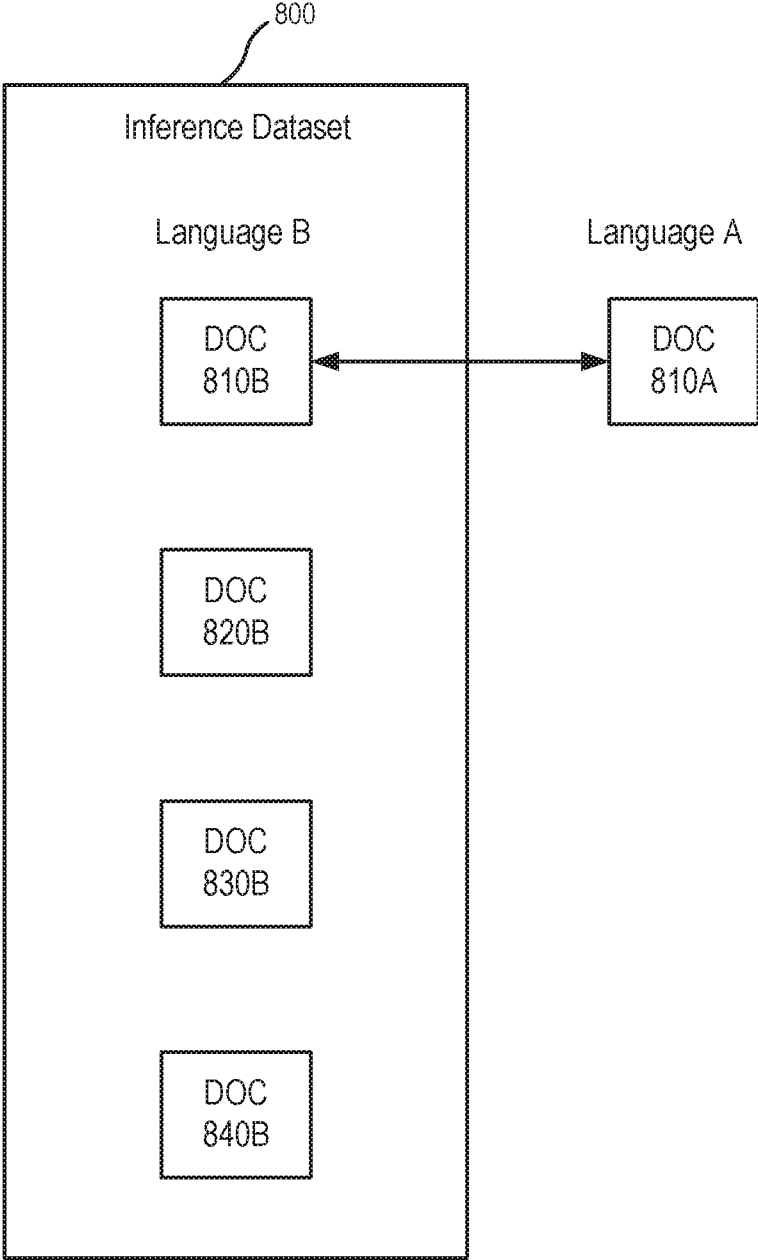 800
Inference Dataset
Language B
Language A
DOC
810B
DOC
810A
DOC
820B
DOC
830B
DOC
840B